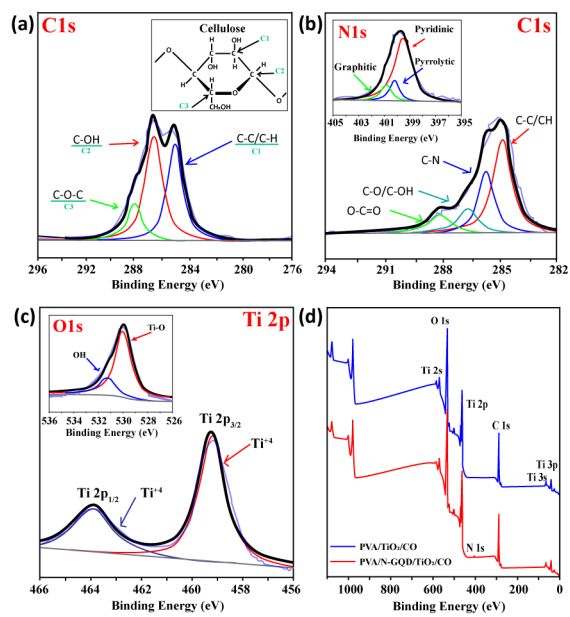 (a) C1s
Cellulose
O
H
OH
C1
H
H
OH
H
H
C2
H
O
O
C3
CH₂OH
C-OH
C2
C-C/C-H
C1
C-O-C
C3
296 292 288 284 280 276
Binding Energy (eV)
(b) C1s
N1s
Pyridinic
Graphitic
Pyrrolytic
405 403 401 399 397 395
Binding Energy (eV)
C-C/CH
C-N
C-O/C-OH
O-C=O
294 291 288 285 282
Binding Energy (eV)
(c) Ti 2p
O1s
Ti-O
OH
536 534 532 530 528 526
Binding Energy (eV)
Ti 2p3/2
Ti+4
Ti 2p1/2
Ti+4
466 464 462 460 458 456
Binding Energy (eV)
(d)
O 1s
Ti 2s
Ti 2p
C 1s
Ti 3p
Ti 3s
N 1s
PVA/TiO₂/CO
PVA/N-GQD/TiO₂/CO
1000 800 600 400 200 0
Binding Energy (eV)